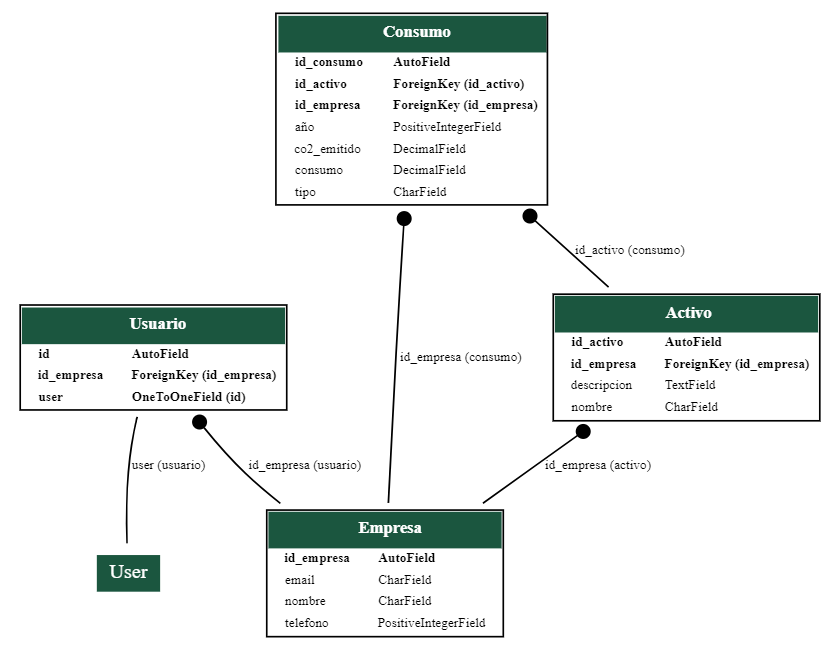 Consumo
id_consumo AutoField
id_activo ForeignKey (id_activo)
id_empresa ForeignKey (id_empresa)
año PositiveIntegerField
co2_emitido DecimalField
consumo DecimalField
tipo CharField
id_activo (consumo)
Usuario
id AutoField
id_empresa ForeignKey (id_empresa)
user OneToOneField (id)
id_empresa (consumo)
Activo
id_activo AutoField
id_empresa ForeignKey (id_empresa)
descripcion TextField
nombre CharField
user (usuario)
id_empresa (usuario)
id_empresa (activo)
User
Empresa
id_empresa AutoField
email CharField
nombre CharField
telefono PositiveIntegerField